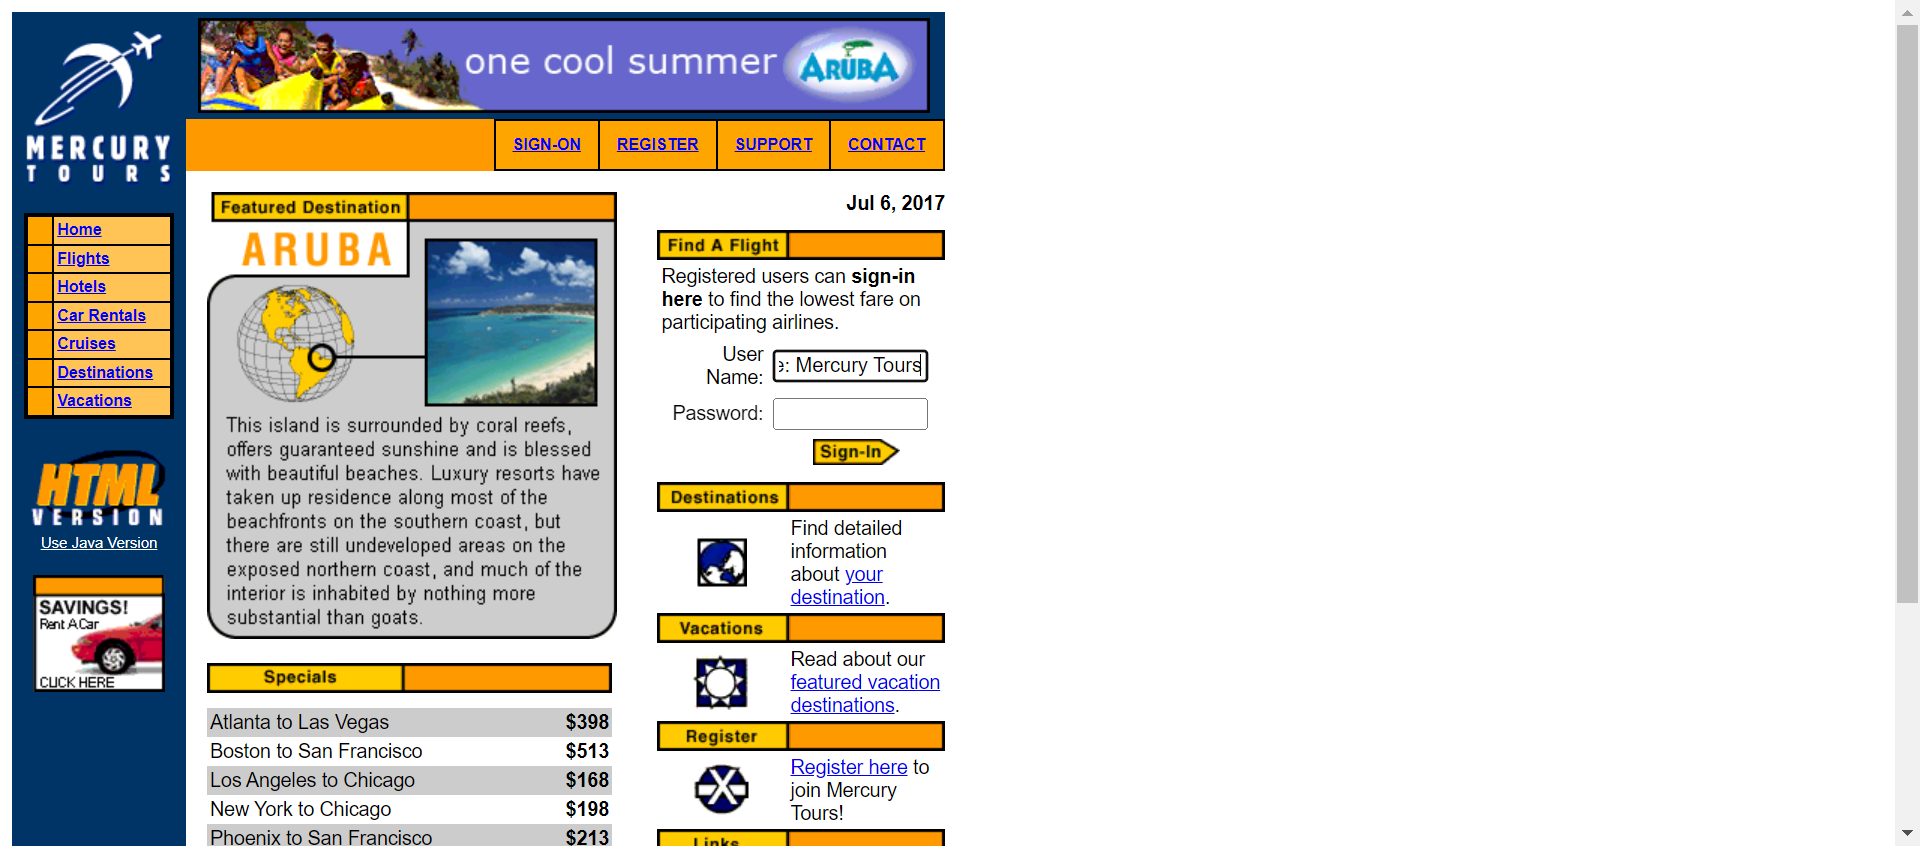 one cool summer ARUBA
MERCURY
TOURS
SIGN-ON REGISTER SUPPORT CONTACT
Home
Flights
Hotels
Car Rentals
Cruises
Destinations
Vacations
HTML
VERSION
Use Java Version
SAVINGS!
Rent A Car
CLICK HERE
Featured Destination
ARUBA
This island is surrounded by coral reefs,
offers guaranteed sunshine and is blessed
with beautiful beaches. Luxury resorts have
taken up residence along most of the
beachfronts on the southern coast, but
there are still undeveloped areas on the
exposed northern coast, and much of the
interior is inhabited by nothing more
substantial than goats.
Specials
Atlanta to Las Vegas $398
Boston to San Francisco $513
Los Angeles to Chicago $168
New York to Chicago $198
Phoenix to San Francisco $213
Jul 6, 2017
Find A Flight
Registered users can sign-in
here to find the lowest fare on
participating airlines.
User
Name: e: Mercury Tours
Password:
Sign-In
Destinations
Find detailed
information
about your
destination.
Vacations
Read about our
featured vacation
destinations.
Register
Register here to
join Mercury
Tours!
Links